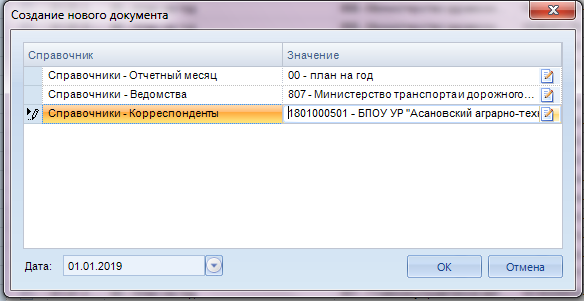 Создание нового документа
Справочник Значение
Справочники - Отчетный месяц 00 - план на год
Справочники - Ведомства 807 - Министерство транспорта и дорожного...
Справочники - Корреспонденты 1801000501 - БПОУ УР "Асановский аграрно-техн
Дата: 01.01.2019 OK Отмена